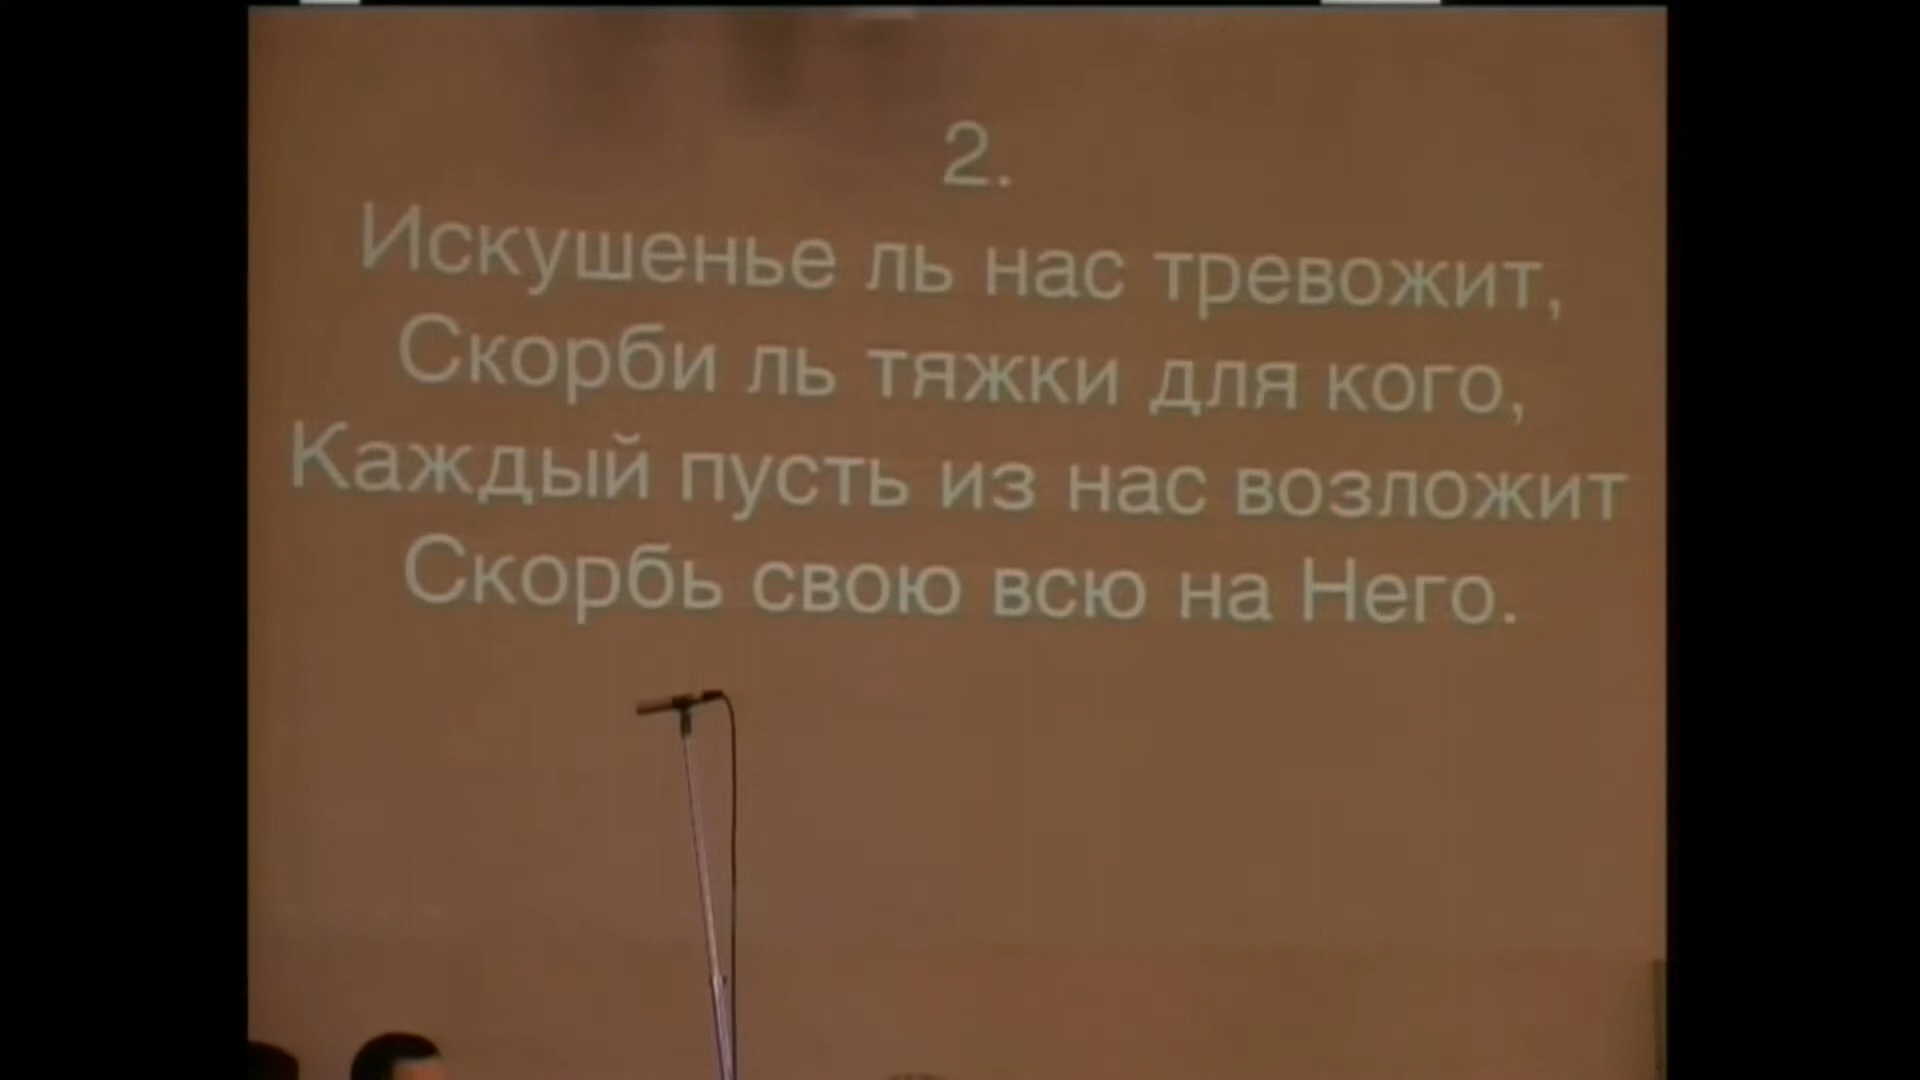 2.
Искушенье ль нас тревожит,
Скорби ль тяжки для кого,
Каждый пусть из нас возложит
Скорбь свою всю на Него.